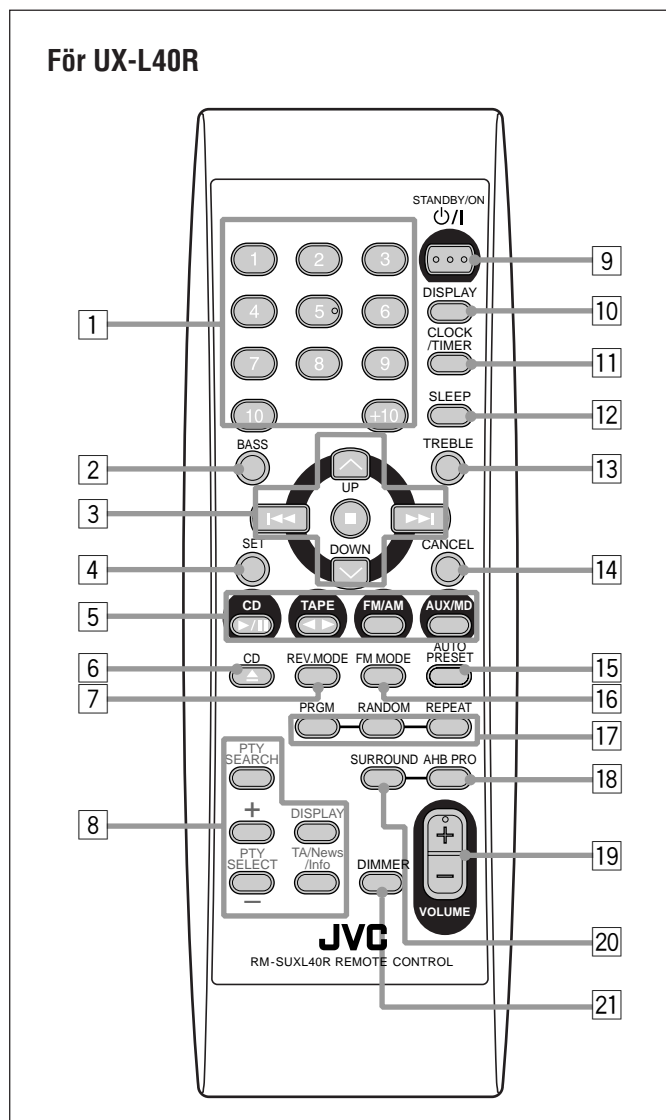 För UX-L40R
STANDBY/ON
⏻/I
1 2 3
9
DISPLAY
1
4 5 6
10
CLOCK
/TIMER
11
7 8 9
SLEEP
12
10 +10
BASS
TREBLE
2
13
UP
3
DOWN
SET
CANCEL
4
14
CD TAPE FM/AM AUX/MD
5
AUTO
PRESET
6
CD REV.MODE FM MODE
15
7
16
PRGM RANDOM REPEAT
17
PTY
SEARCH
SURROUND AHB PRO
18
8
+ DISPLAY
+
PTY
SELECT
TA/News
/Info
DIMMER
19
–
–
VOLUME
JVC
20
RM-SUXL40R REMOTE CONTROL
21